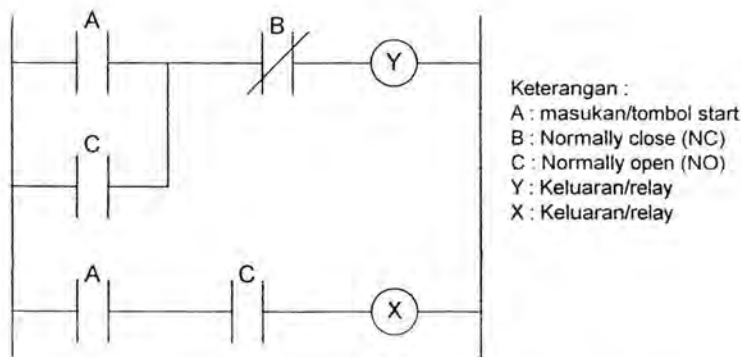 A
B
Y
C
A
C
X
Keterangan :
A : masukan/tombol start
B : Normally close (NC)
C : Normally open (NO)
Y : Keluaran/relay
X : Keluaran/relay